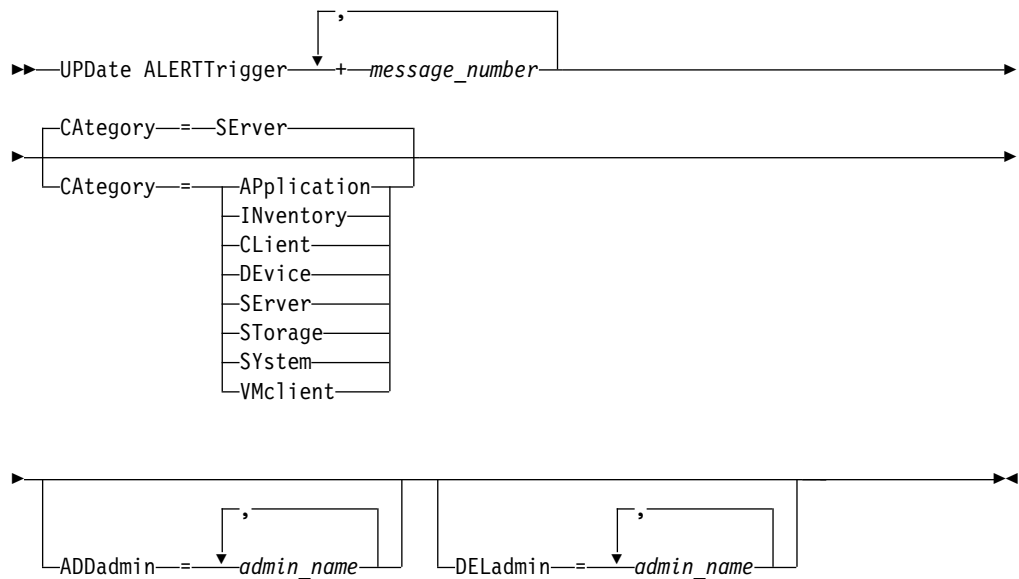 ,
UPDate ALERTTrigger + message_number
CAtegory = SErver
CAtegory = APplication
INventory
CLient
DEvice
SErver
STorage
SYstem
VMclient
, ,
ADDadmin = admin_name DELadmin = admin_name